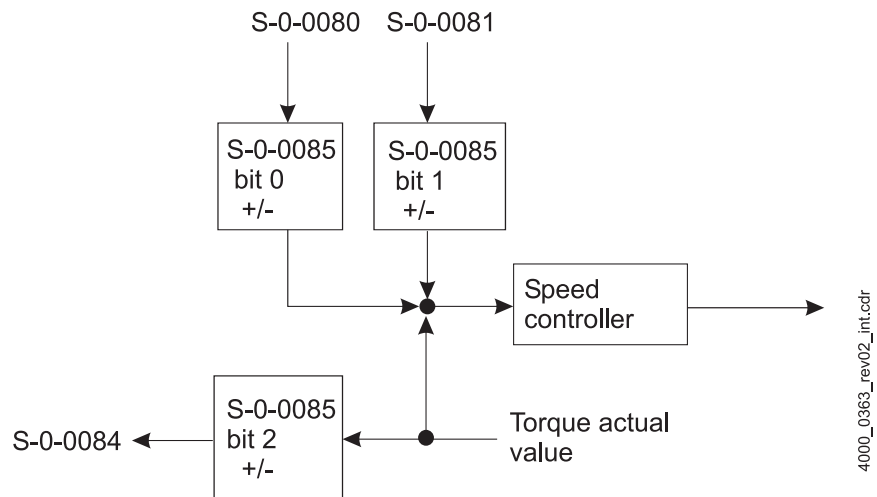 S-0-0080
S-0-0081
S-0-0085
bit 0
+/-
S-0-0085
bit 1
+/-
Speed
controller
S-0-0085
bit 2
+/-
S-0-0084
Torque actual
value
4000_0363_rev02_int.cdr